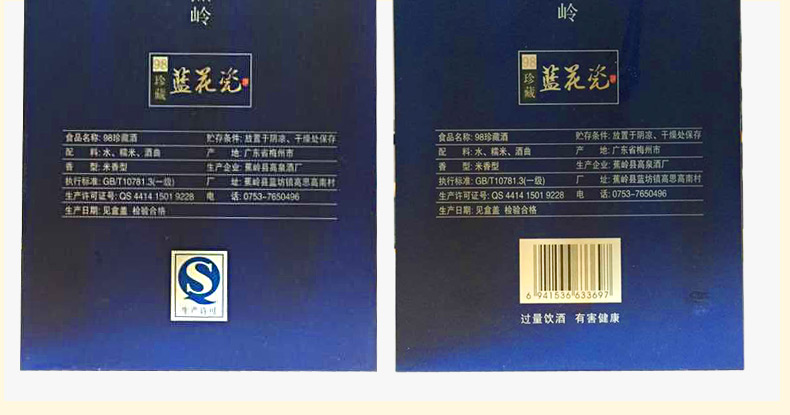 岭
98
珍藏
蓝花瓷
食品名称: 98珍藏酒 贮存条件: 放置于阴凉、干燥处保存
配 料: 水、糯米、酒曲 产 地: 广东省梅州市
香 型: 米香型 生产企业: 蕉岭县高泉酒厂
执行标准: GB/T10781.3(一级) 厂 址: 蕉岭县蓝坊镇高思高南村
生产许可证号: QS 4414 1501 9228 电 话: 0753-7650496
生产日期: 见盒盖 检验合格
S
生产许可
岭
98
珍藏
蓝花瓷
食品名称: 98珍藏酒 贮存条件: 放置于阴凉、干燥处保存
配 料: 水、糯米、酒曲 产 地: 广东省梅州市
香 型: 米香型 生产企业: 蕉岭县高泉酒厂
执行标准: GB/T10781.3(一级) 厂 址: 蕉岭县蓝坊镇高思高南村
生产许可证号: QS 4414 1501 9228 电 话: 0753-7650496
生产日期: 见盒盖 检验合格
6 941536 633697
过量饮酒 有害健康